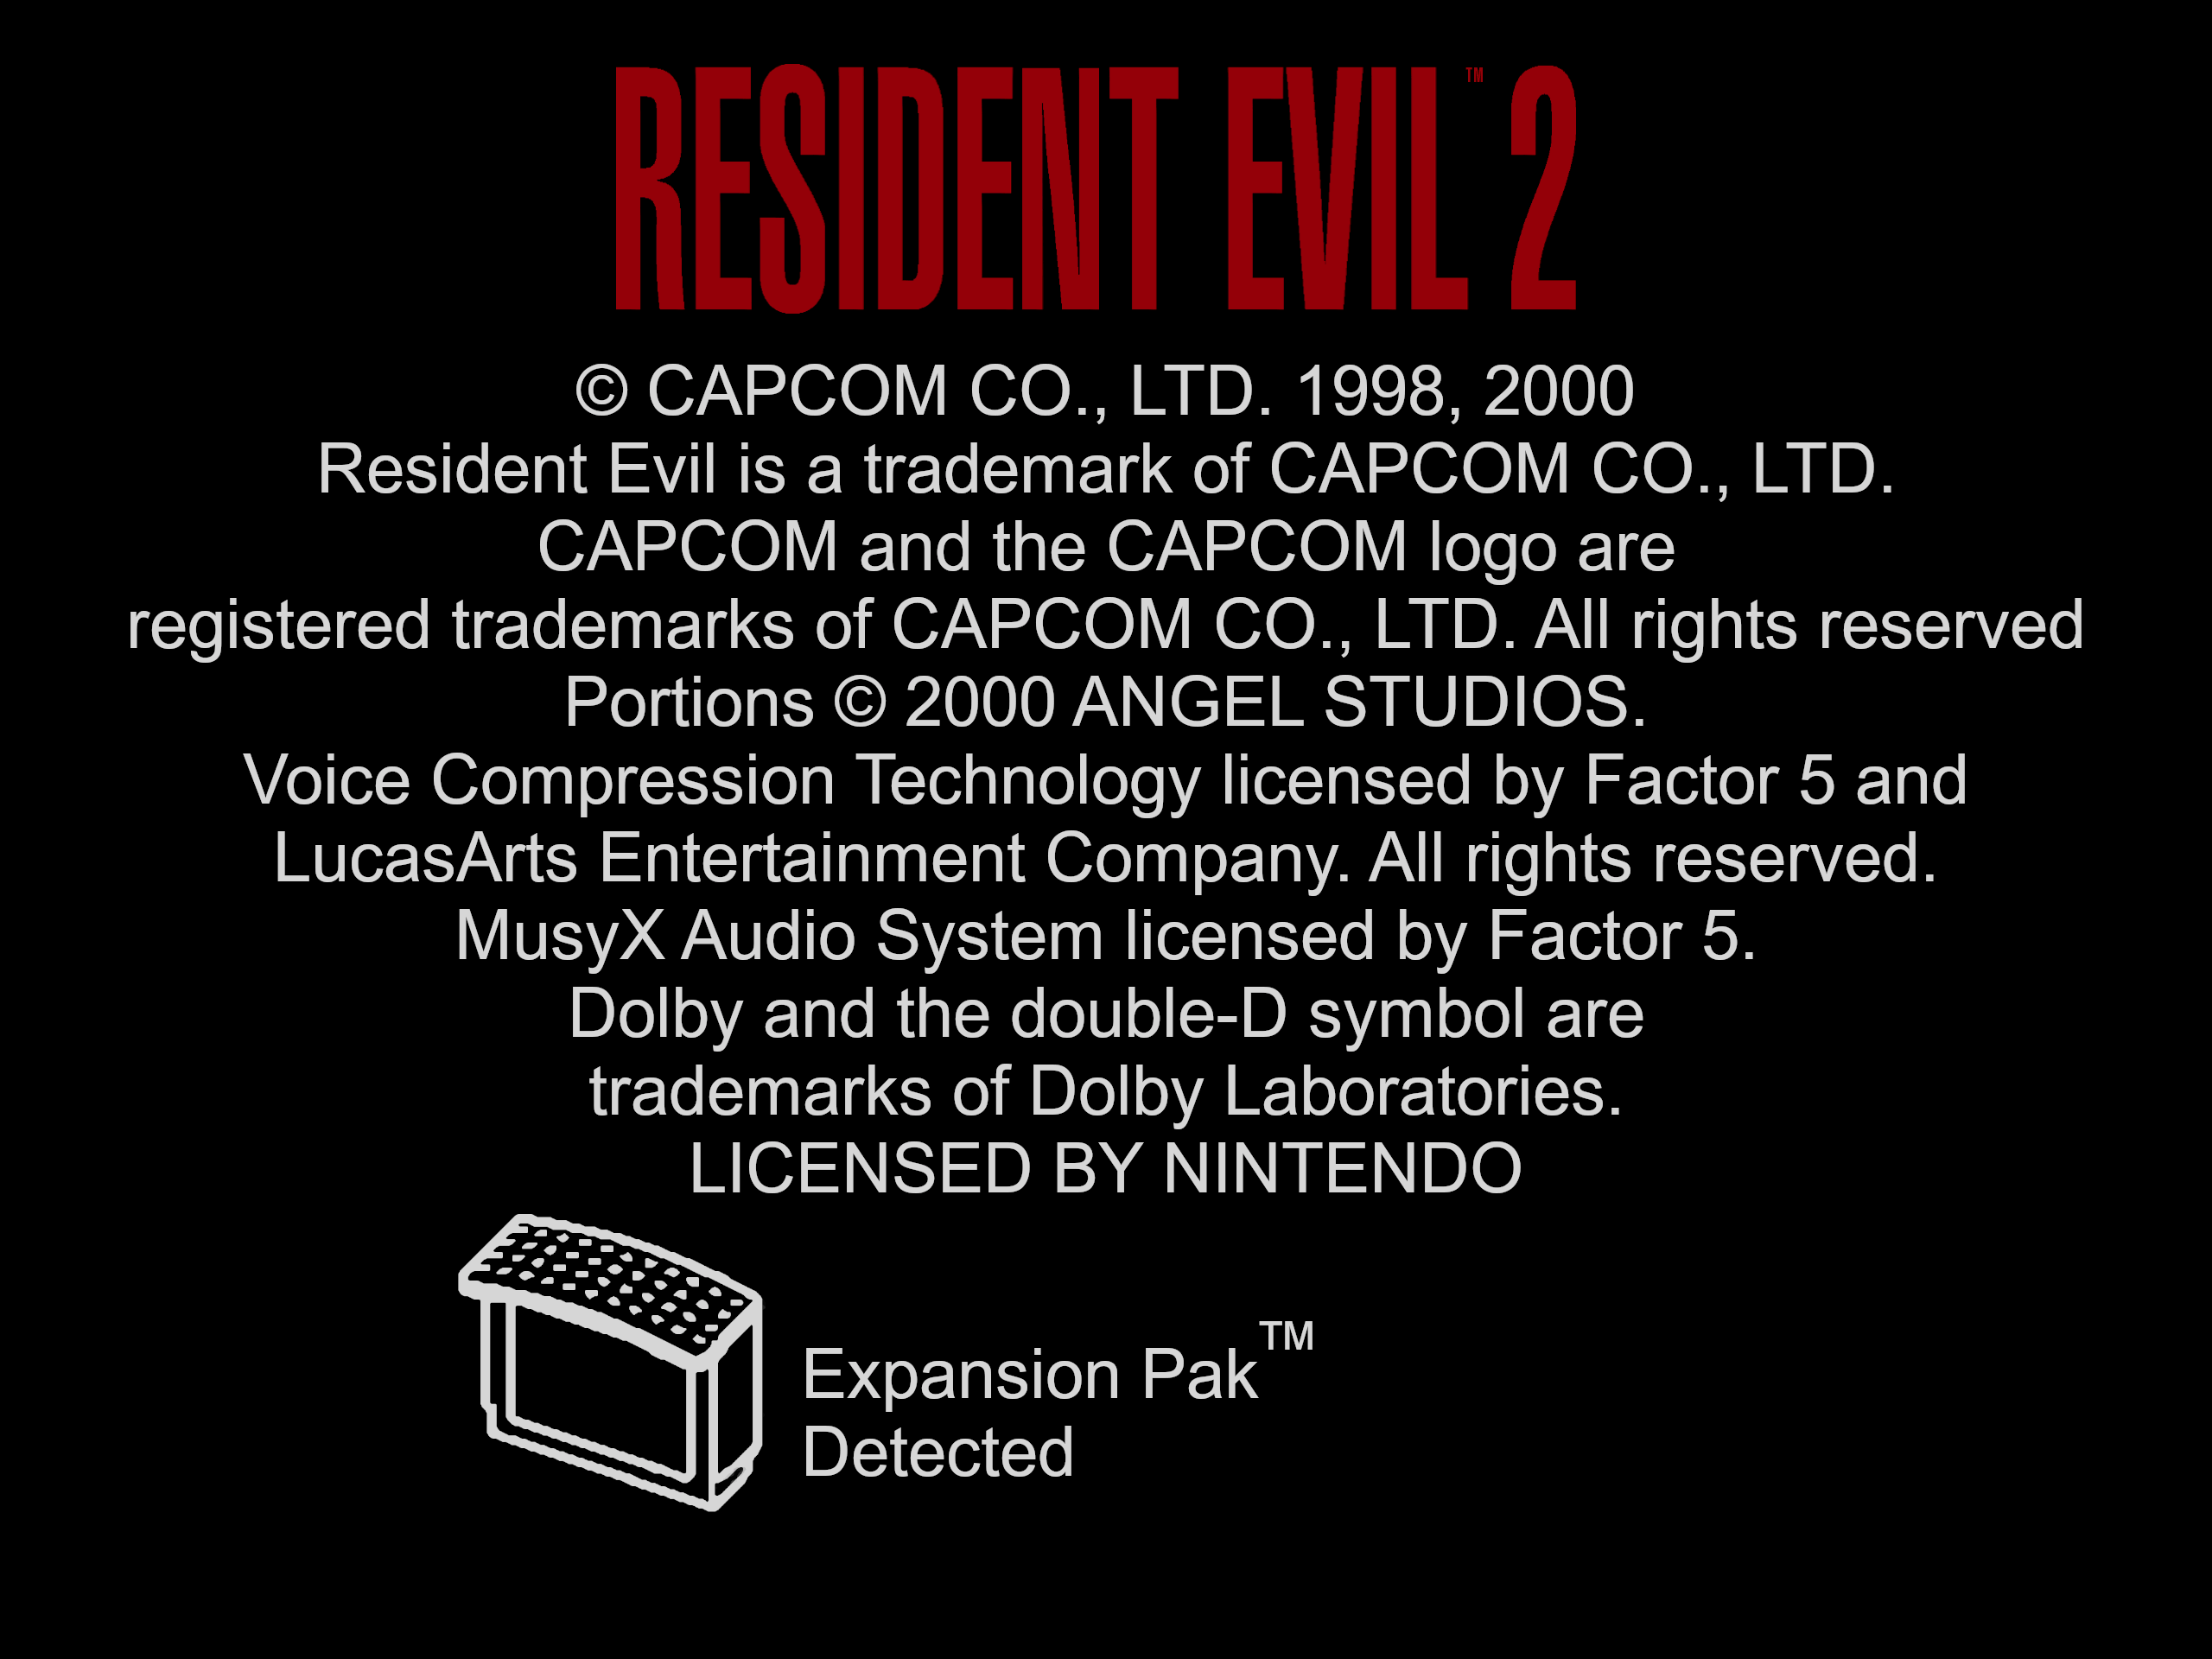 RESIDENT EVIL™ 2
© CAPCOM CO., LTD. 1998, 2000
Resident Evil is a trademark of CAPCOM CO., LTD.
CAPCOM and the CAPCOM logo are
registered trademarks of CAPCOM CO., LTD. All rights reserved
Portions © 2000 ANGEL STUDIOS.
Voice Compression Technology licensed by Factor 5 and
LucasArts Entertainment Company. All rights reserved.
MusyX Audio System licensed by Factor 5.
Dolby and the double-D symbol are
trademarks of Dolby Laboratories.
LICENSED BY NINTENDO
Expansion Pak™
Detected